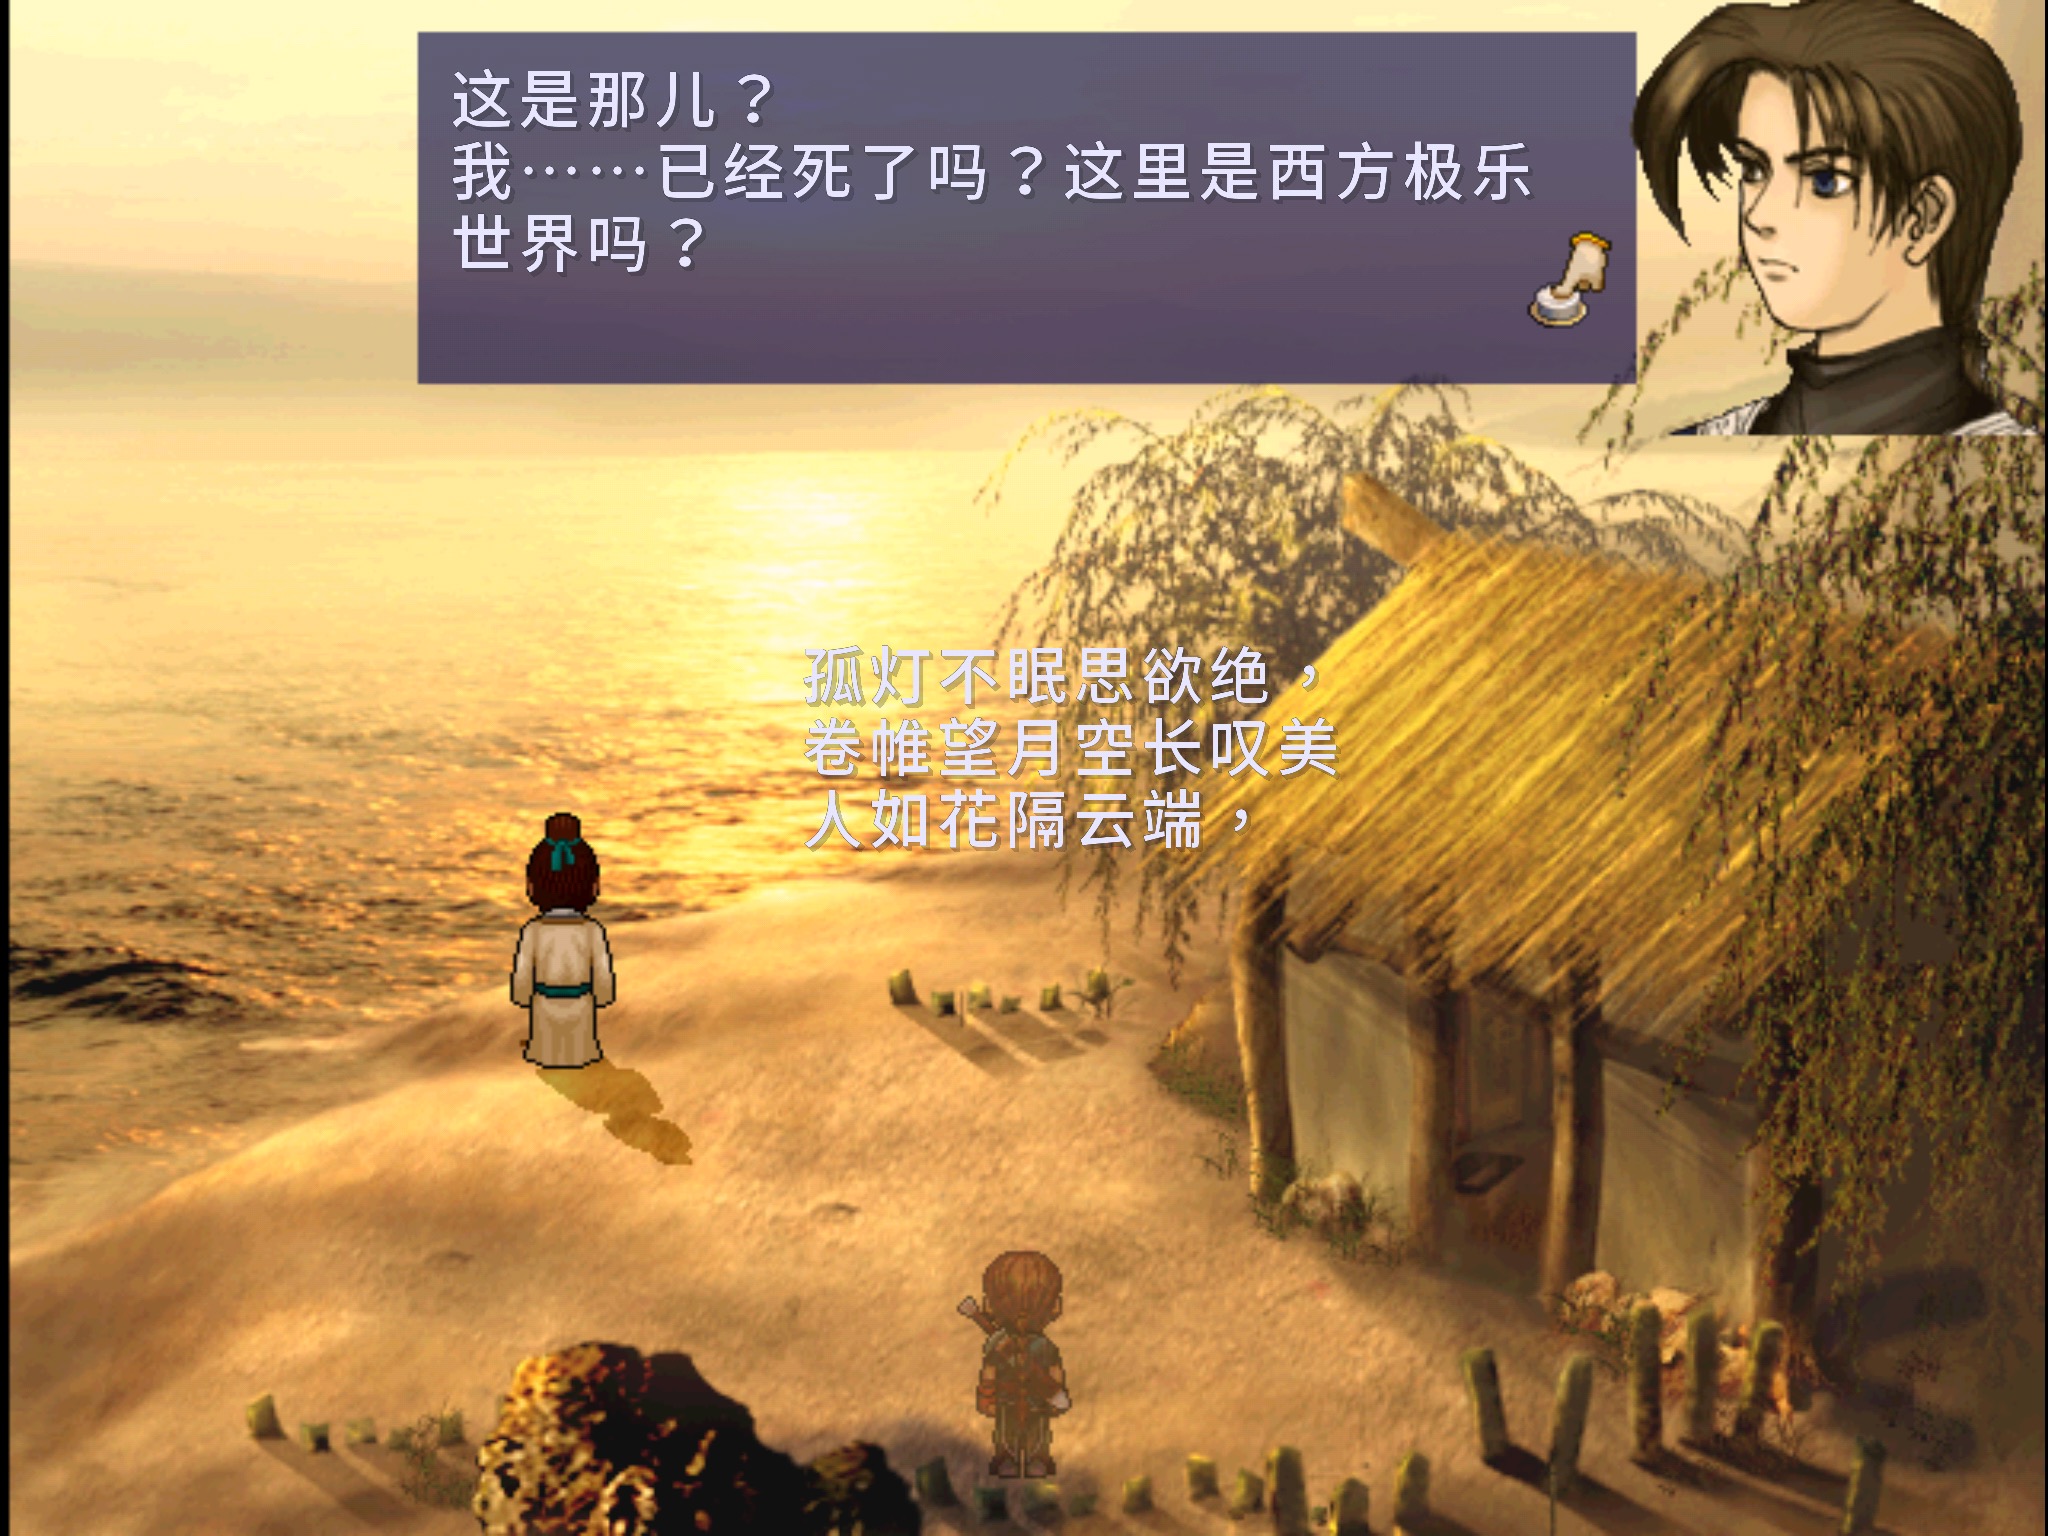 这是那儿？
我……已经死了吗？这里是西方极乐
世界吗？
孤灯不眠思欲绝，
卷帷望月空长叹美
人如花隔云端，